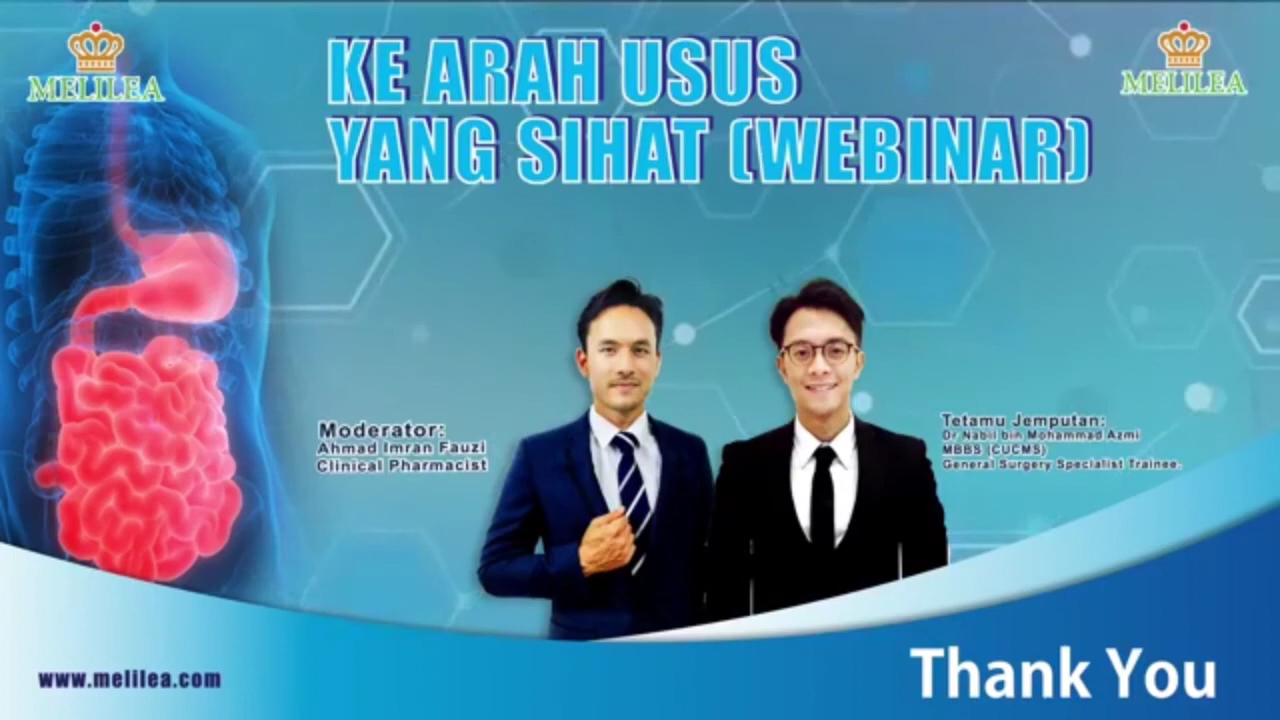 MELILEA
KE ARAH USUS
YANG SIHAT (WEBINAR)
MELILEA
Moderator:
Ahmad Imran Fauzi
Clinical Pharmacist
Tetamu Jemputan:
Dr Nabil bin Mohammad Azmi
MBBS (CUCMS)
General Surgery Specialist Trainee.
www.melilea.com
Thank You